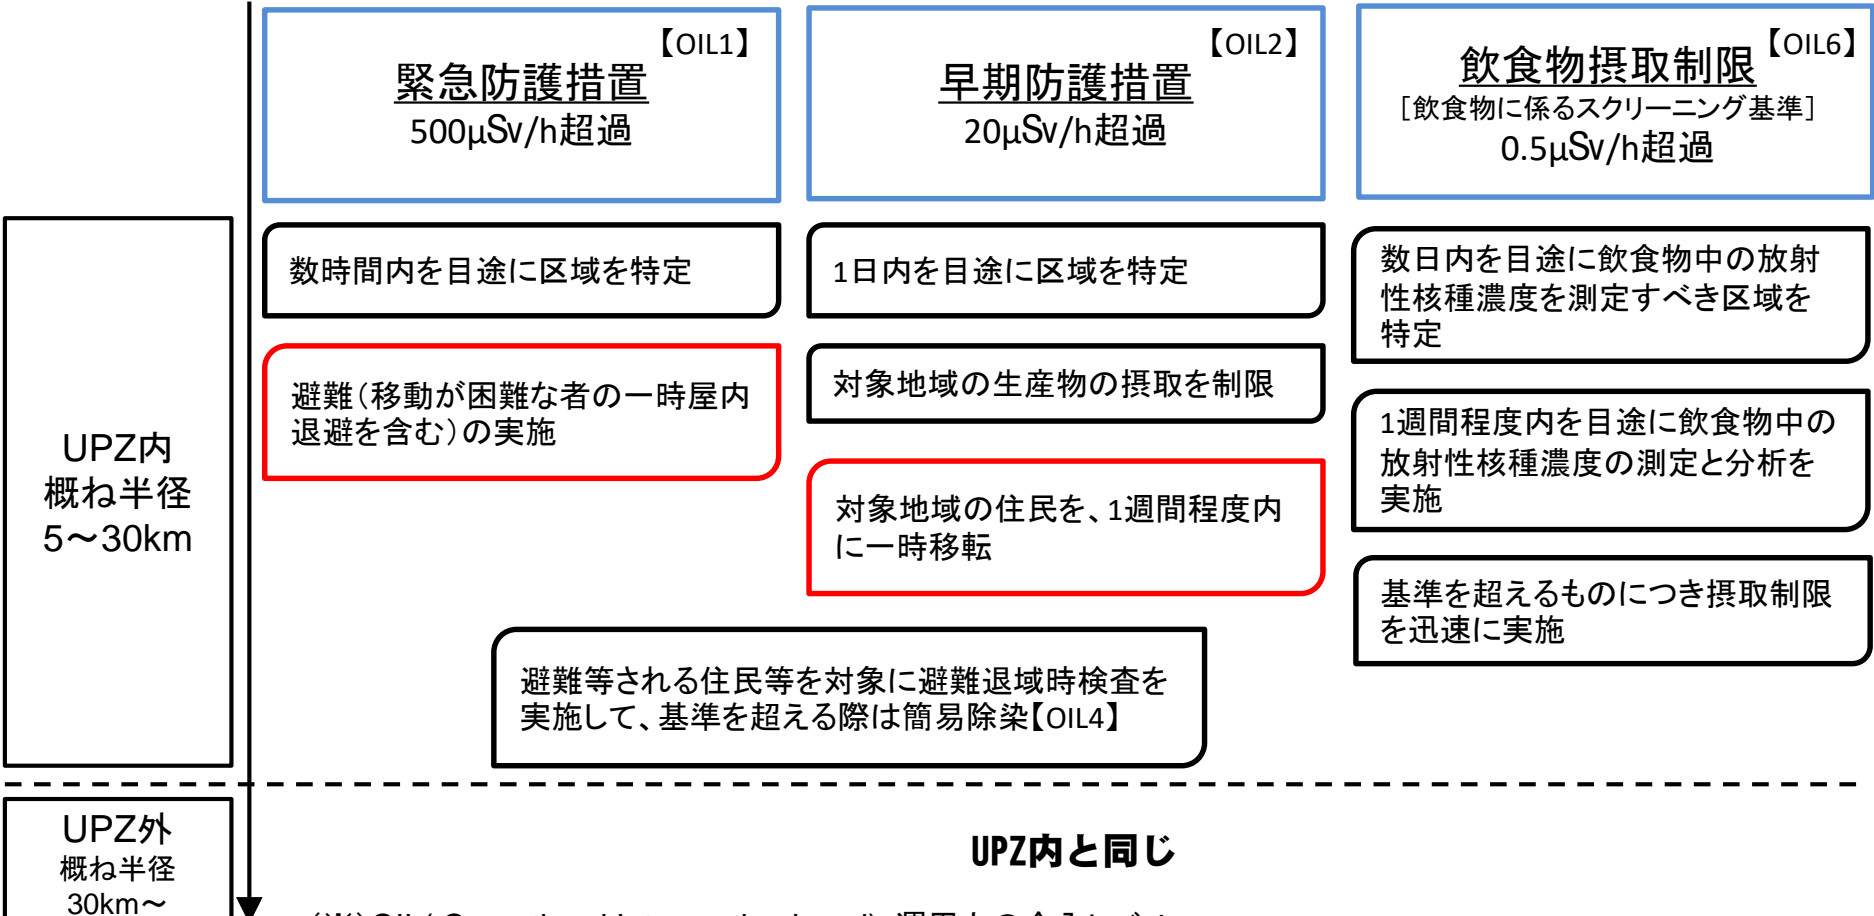 【OIL1】
緊急防護措置
500μSv/h超過
【OIL2】
早期防護措置
20μSv/h超過
【OIL6】
飲食物摂取制限
[飲食物に係るスクリーニング基準]
0.5μSv/h超過
UPZ内
概ね半径
5～30km
数時間内を目途に区域を特定
避難(移動が困難な者の一時屋内
退避を含む)の実施
1日内を目途に区域を特定
対象地域の生産物の摂取を制限
対象地域の住民を、1週間程度内
に一時移転
数日内を目途に飲食物中の放射
性核種濃度を測定すべき区域を
特定
1週間程度内を目途に飲食物中の
放射性核種濃度の測定と分析を
実施
基準を超えるものにつき摂取制限
を迅速に実施
避難等される住民等を対象に避難退域時検査を
実施して、基準を超える際は簡易除染【OIL4】
UPZ外
概ね半径
30km～
UPZ内と同じ